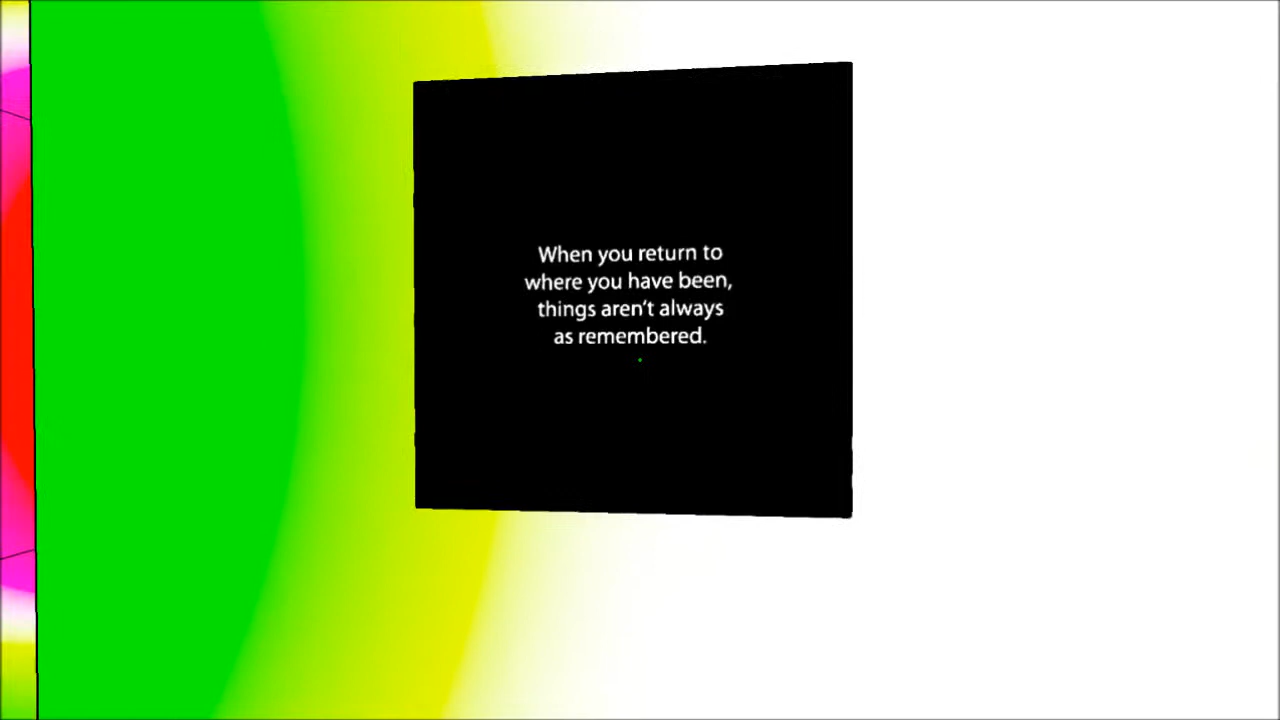 When you return to
where you have been,
things aren't always
as remembered.